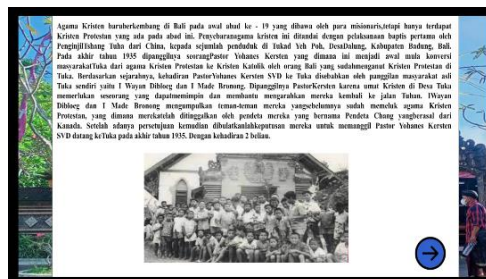 Agama Kristen baruberkembang di Bali pada awal abad ke - 19 yang dibawa oleh para misionoris,tetapi hanya terdapat
Kristen Protestan yang ada pada abad ini. Penyebaranagama kristen ini ditandai dengan pelaksanaan baptis pertama oleh
PenginjilTshang Tuha dari China, kepada sejumlah penduduk di Tukad Yeh Poh, DesaDalung, Kabupaten Badung, Bali.
Pada akhir tahun 1935 dipanggilnya seorangPastor Yohanes Kersten yang dimana ini menjadi awal mula konversi
masyarakatTuka dari agama Kristen Protestan ke Kristen Katolik oleh orang Bali yang sudahmenganut Kristen Protestan di
Tuka. Berdasarkan sejarahnya, kehadiran PastorYohanes Kersten SVD ke Tuka disebabkan oleh panggilan masyarakat asli
Tuka sendiri yaitu I Wayan Dibloeg dan I Made Bronong. Dipanggilnya PastorKersten karena umat Kristen di Desa Tuka
memerlukan seseorang yang dapatmemimpin dan membantu mengarahkan mereka kembali ke jalan Tuhan. IWayan
Dibloeg dan I Made Bronong mengumpulkan teman-teman mereka yangsebelumnya sudah memeluk agama Kristen
Protestan, yang dimana merekatelah ditinggalkan oleh pendeta mereka yang bernama Pendeta Chang yangberasal dari
Kanada. Setelah adanya persetujuan kemudian dibulatkanlahkeputusan mereka untuk memanggil Pastor Yohanes Kersten
SVD datang keTuka pada akhir tahun 1935. Dengan kehadiran 2 beliau.